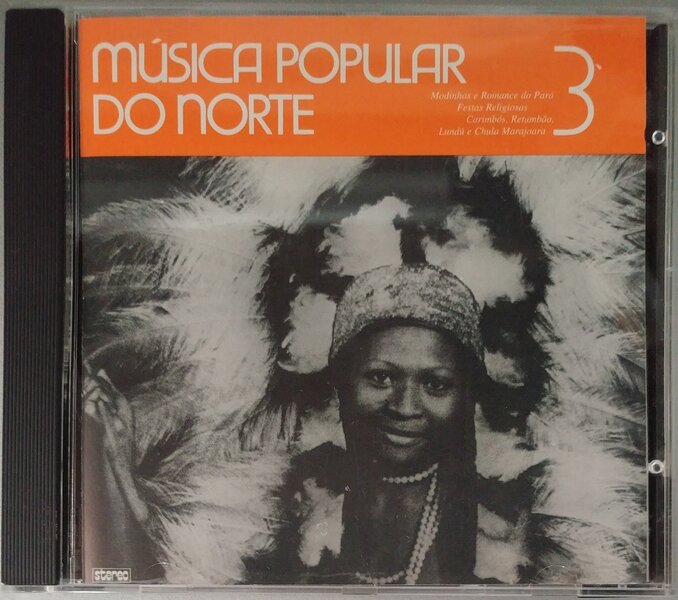 MÚSICA POPULAR
DO NORTE
3
Modinhas e Romance do Pará
Festas Religiosas
Carimbós, Retumbão,
Lundú e Chula Marajoara
stereo